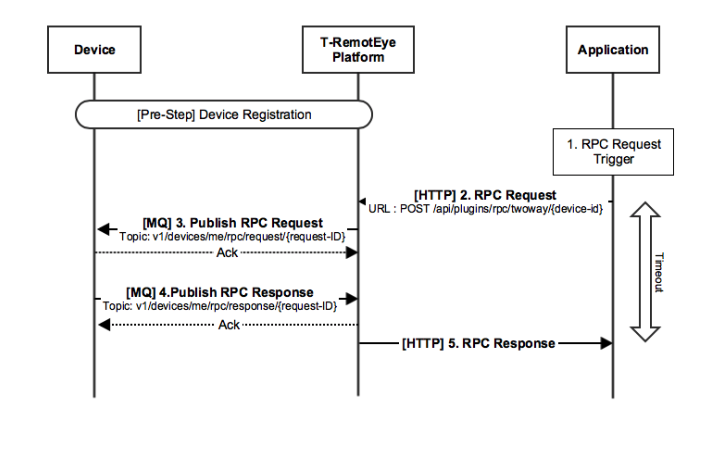 Device
T-RemotEye
Platform
Application
[Pre-Step] Device Registration
1. RPC Request
Trigger
[HTTP] 2. RPC Request
URL : POST /api/plugins/rpc/twoway/{device-id}
[MQ] 3. Publish RPC Request
Topic: v1/devices/me/rpc/request/{request-ID}
Ack
Timeout
[MQ] 4.Publish RPC Response
Topic: v1/devices/me/rpc/response/{request-ID}
Ack
[HTTP] 5. RPC Response